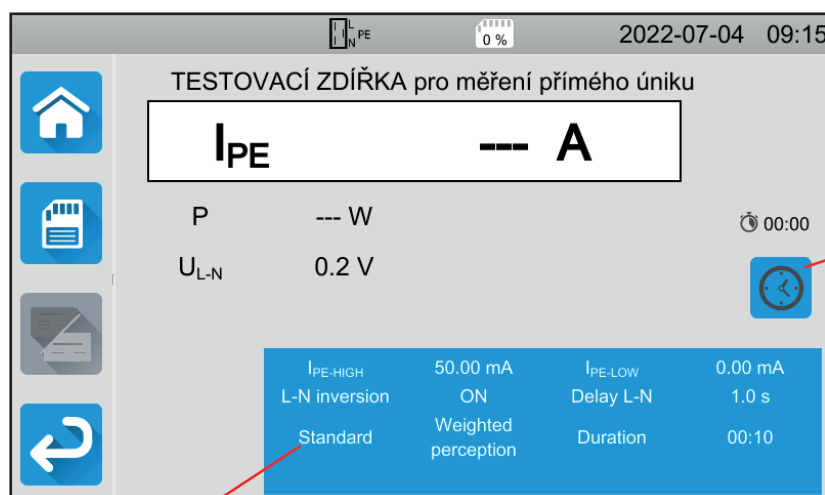 L
N PE
0 %
2022-07-04 09:15
TESTOVACÍ ZDÍŘKA pro měření přímého úniku
IPE --- A
P --- W
00:00
UL-N 0.2 V
IPE-HIGH 50.00 mA IPE-LOW 0.00 mA
L-N inversion ON Delay L-N 1.0 s
Standard Weighted perception Duration 00:10